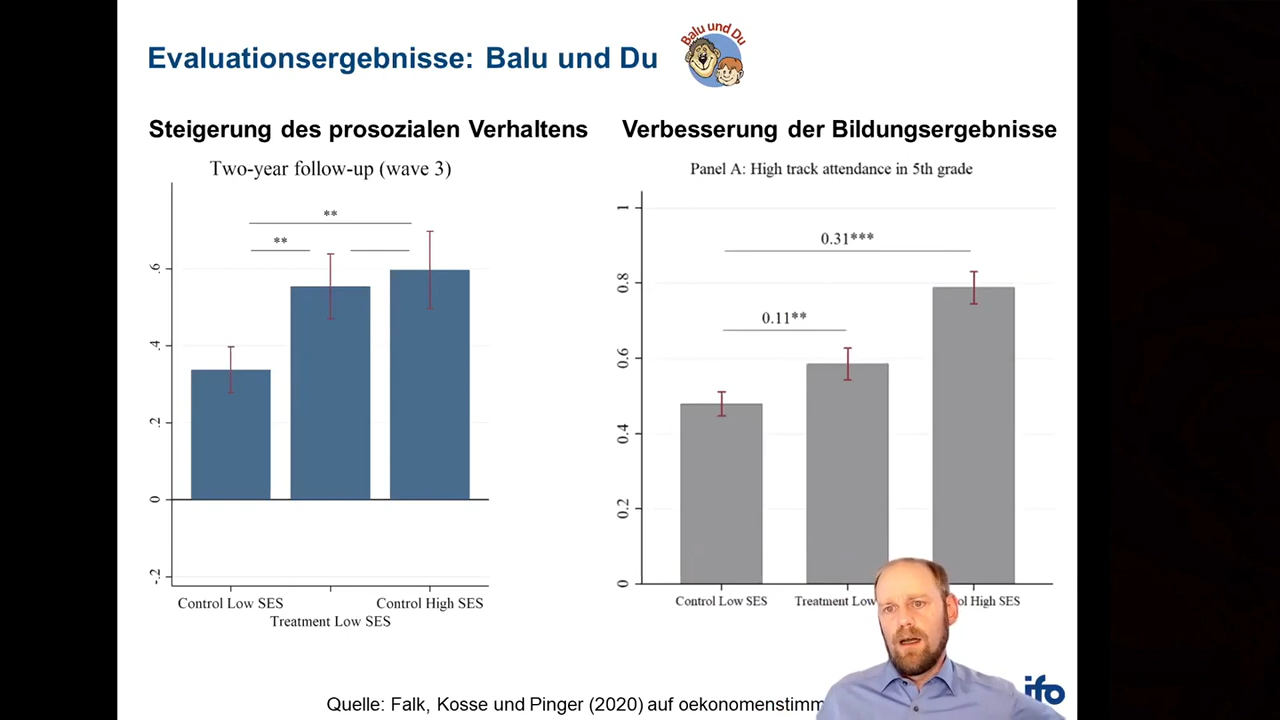 Evaluationsergebnisse: Balu und Du
Balu und Du
Steigerung des prosozialen Verhaltens
Two-year follow-up (wave 3)
**
**
.6
.4
.2
0
-.2
Control Low SES
Control High SES
Treatment Low SES
Verbesserung der Bildungsergebnisse
Panel A: High track attendance in 5th grade
1
0.31***
0.8
0.11**
0.6
0.4
0.2
0
Control Low SES
Treatment Low
High SES
Quelle: Falk, Kosse und Pinger (2020) auf
ifo